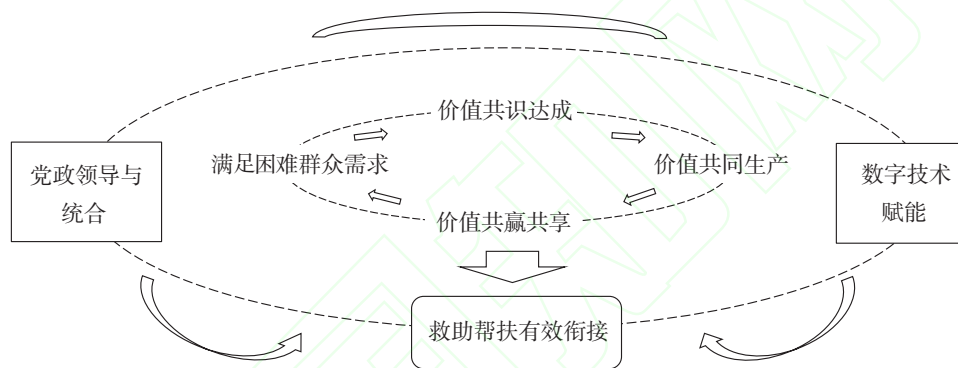 价值共识达成
满足困难群众需求
价值共同生产
价值共赢共享
党政领导与
统合
数字技术
赋能
救助帮扶有效衔接